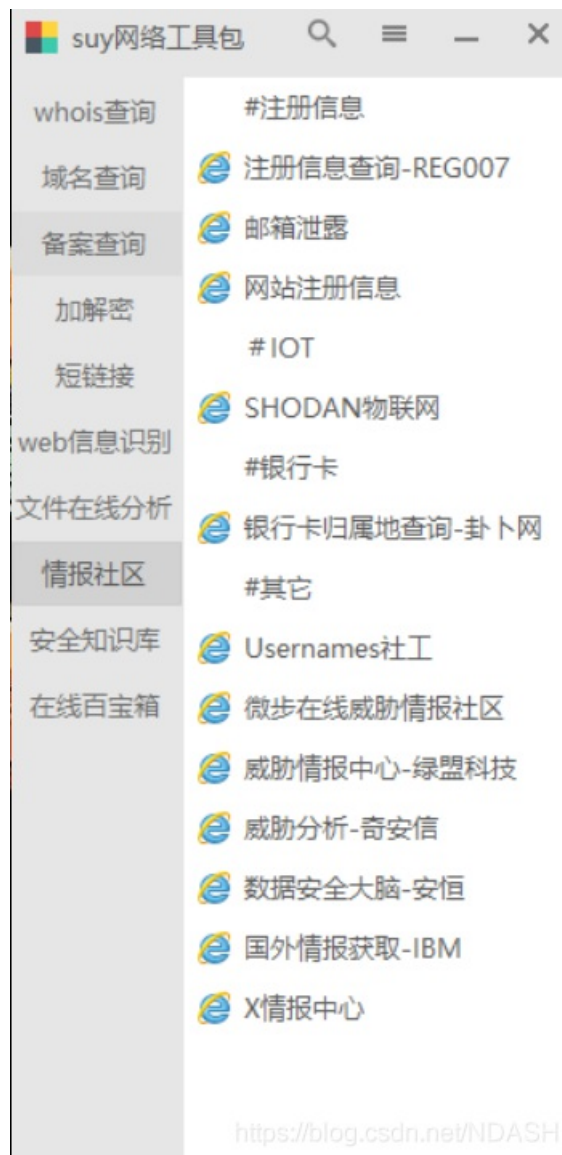 suy网络工具包
whois查询
域名查询
备案查询
加解密
短链接
web信息识别
文件在线分析
情报社区
安全知识库
在线百宝箱
#注册信息
注册信息查询-REG007
邮箱泄露
网站注册信息
#IOT
SHODAN物联网
#银行卡
银行卡归属地查询-卦卜网
#其它
Usernames社工
微步在线威胁情报社区
威胁情报中心-绿盟科技
威胁分析-奇安信
数据安全大脑-安恒
国外情报获取-IBM
X情报中心
https://blog.csdn.net/NDASH